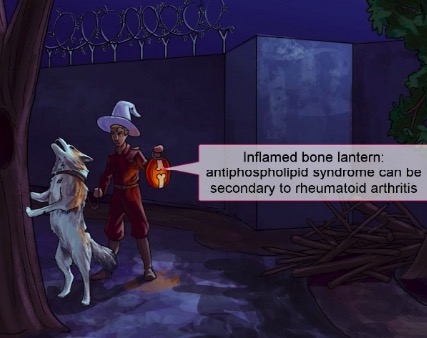 Inflamed bone lantern:
antiphospholipid syndrome can be
secondary to rheumatoid arthritis